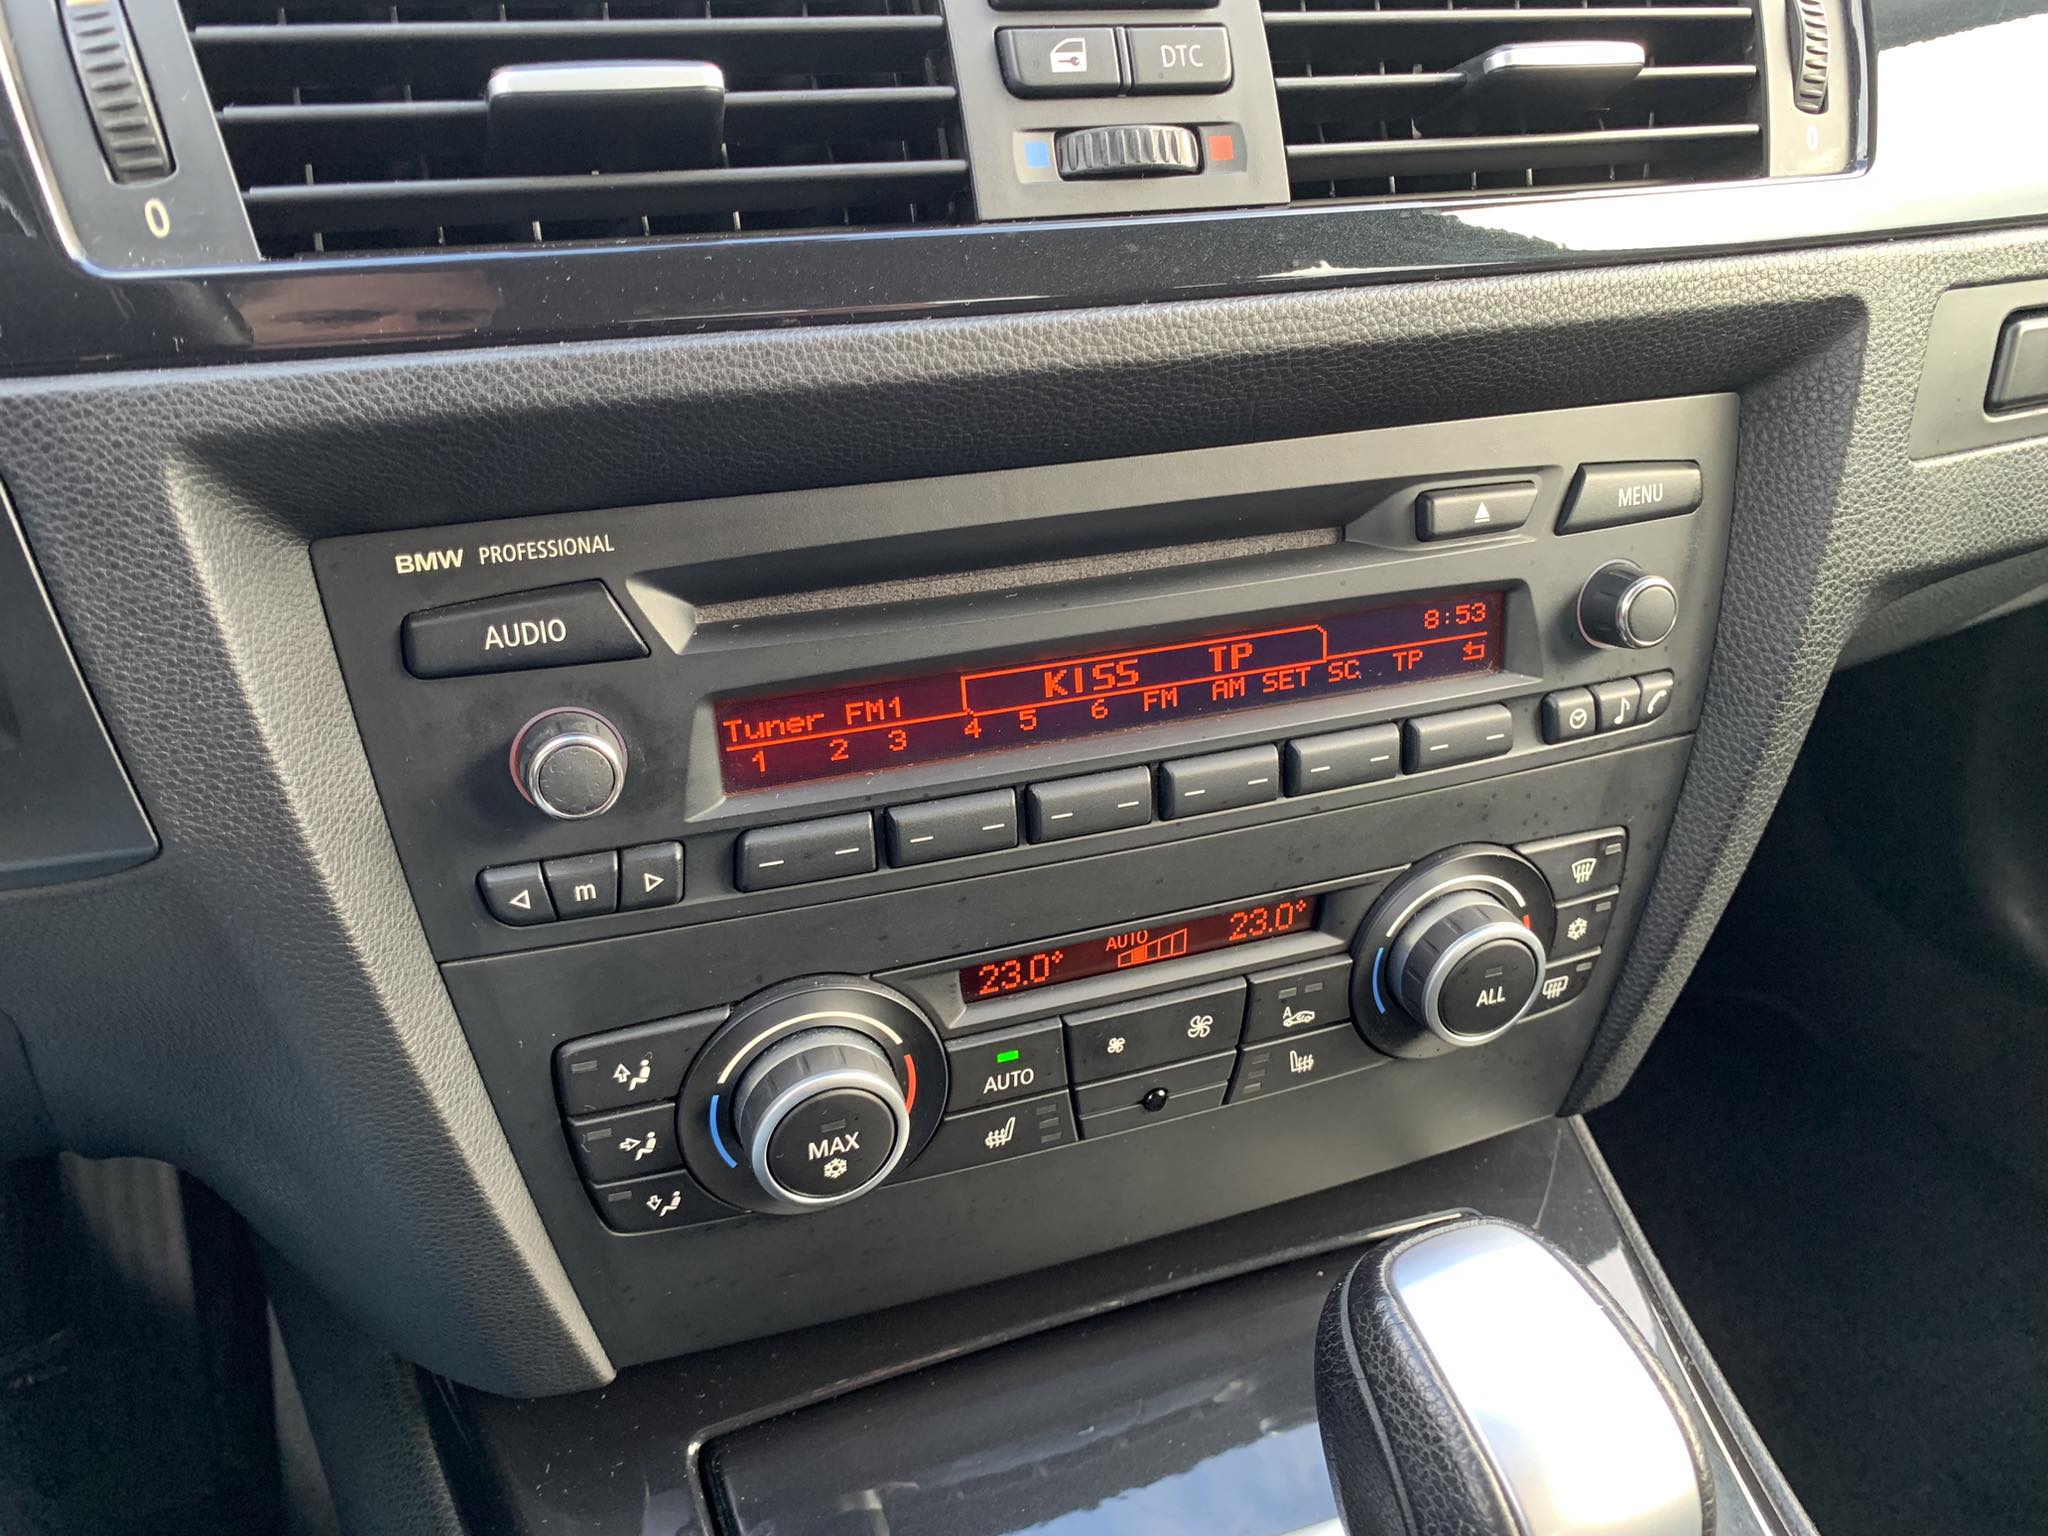 DTC
0
0
BMW PROFESSIONAL
MENU
AUDIO
8:53
Tuner FM1 KISS TP
1 2 3 4 5 6 FM AM SET SC TP
m
23.0° AUTO 23.0°
ALL
A
AUTO
MAX